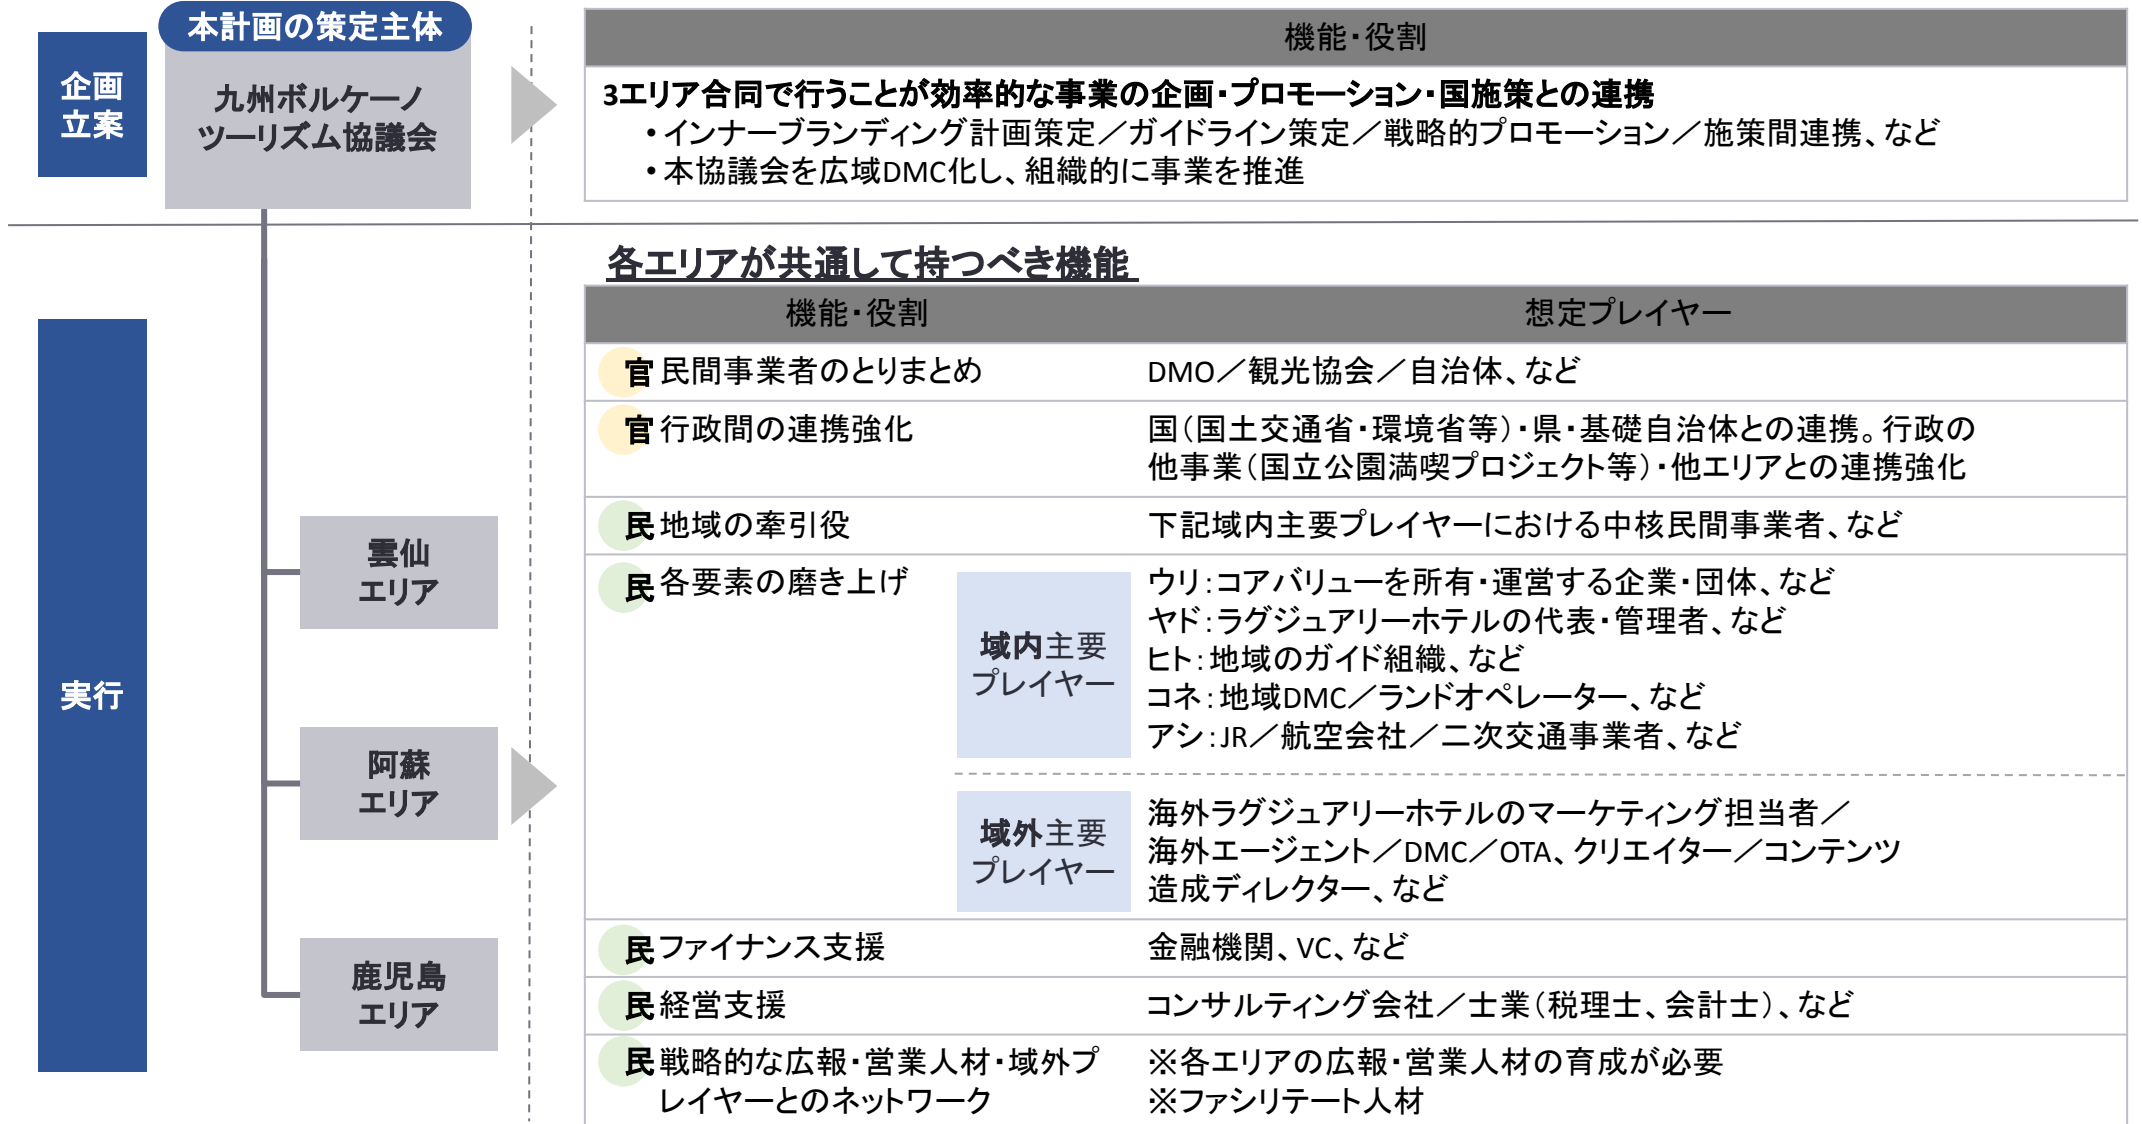 本計画の策定主体
企画
立案
九州ボルケーノ
ツーリズム協議会
機能・役割
3エリア合同で行うことが効率的な事業の企画・プロモーション・国施策との連携
・インナーブランディング計画策定／ガイドライン策定／戦略的プロモーション／施策間連携、など
・本協議会を広域DMC化し、組織的に事業を推進
実行
雲仙
エリア
阿蘇
エリア
鹿児島
エリア
各エリアが共通して持つべき機能
機能・役割 想定プレイヤー
官 民間事業者のとりまとめ DMO／観光協会／自治体、など
官 行政間の連携強化 国（国土交通省・環境省等）・県・基礎自治体との連携。行政の
他事業（国立公園満喫プロジェクト等）・他エリアとの連携強化
民 地域の牽引役 下記域内主要プレイヤーにおける中核民間事業者、など
民 各要素の磨き上げ
域内主要
プレイヤー
ウリ：コアバリューを所有・運営する企業・団体、など
ヤド：ラグジュアリーホテルの代表・管理者、など
ヒト：地域のガイド組織、など
コネ：地域DMC／ランドオペレーター、など
アシ：JR／航空会社／二次交通事業者、など
域外主要
プレイヤー
海外ラグジュアリーホテルのマーケティング担当者／
海外エージェント／DMC／OTA、クリエイター／コンテンツ
造成ディレクター、など
民 ファイナンス支援 金融機関、VC、など
民 経営支援 コンサルティング会社／士業（税理士、会計士）、など
民 戦略的な広報・営業人材・域外プ ※各エリアの広報・営業人材の育成が必要
レイヤーとのネットワーク ※ファシリテート人材